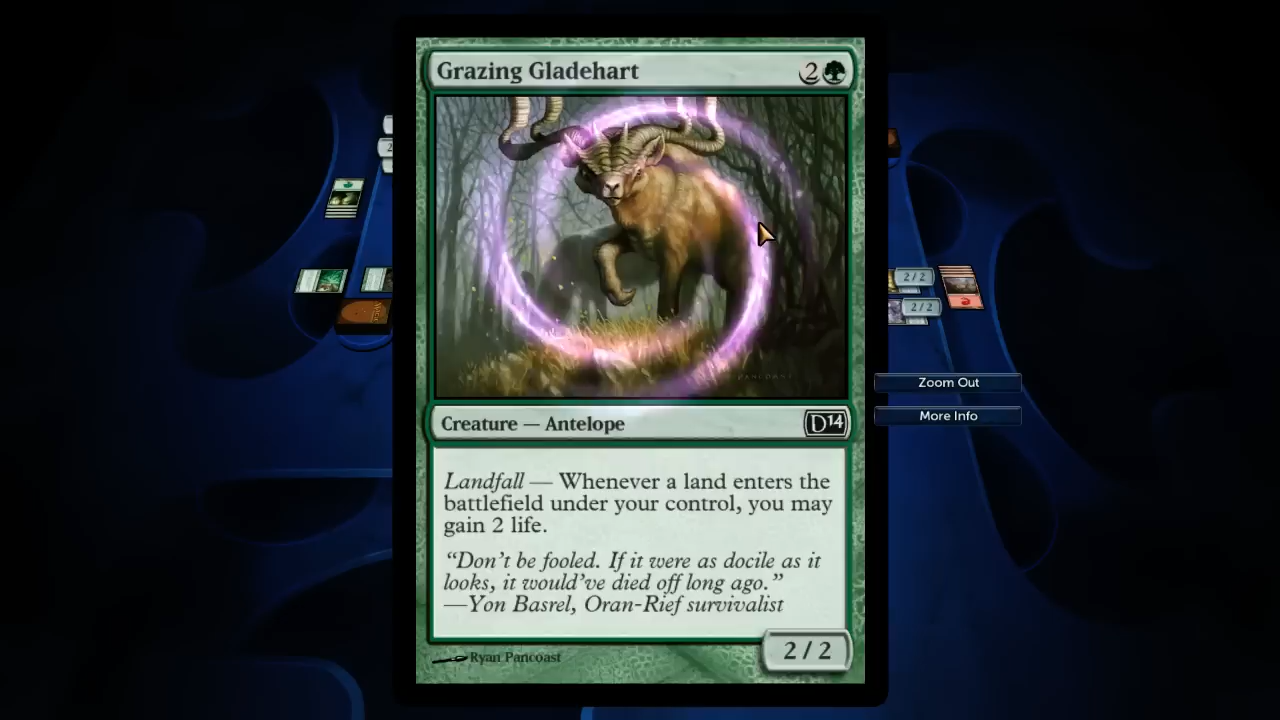 Grazing Gladehart
2
Creature — Antelope
D14
Landfall — Whenever a land enters the
battlefield under your control, you may
gain 2 life.
“Don’t be fooled. If it were as docile as it
looks, it would’ve died off long ago.”
—Yon Basrel, Oran-Rief survivalist
2 / 2
Ryan Pancoast
2 / 2
2 / 2
Zoom Out
More Info